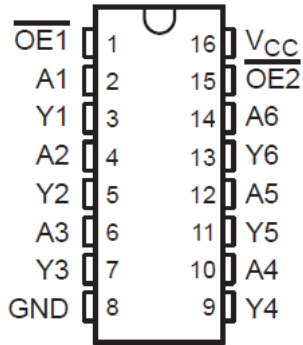 OE1 1 16 VCC
A1 2 15 OE2
Y1 3 14 A6
A2 4 13 Y6
Y2 5 12 A5
A3 6 11 Y5
Y3 7 10 A4
GND 8 9 Y4